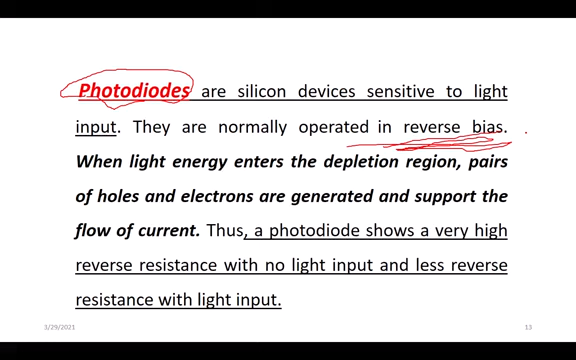 Photodiodes are silicon devices sensitive to light
input. They are normally operated in reverse bias.
When light energy enters the depletion region, pairs
of holes and electrons are generated and support the
flow of current. Thus, a photodiode shows a very high
reverse resistance with no light input and less reverse
resistance with light input.
3/29/2021
13